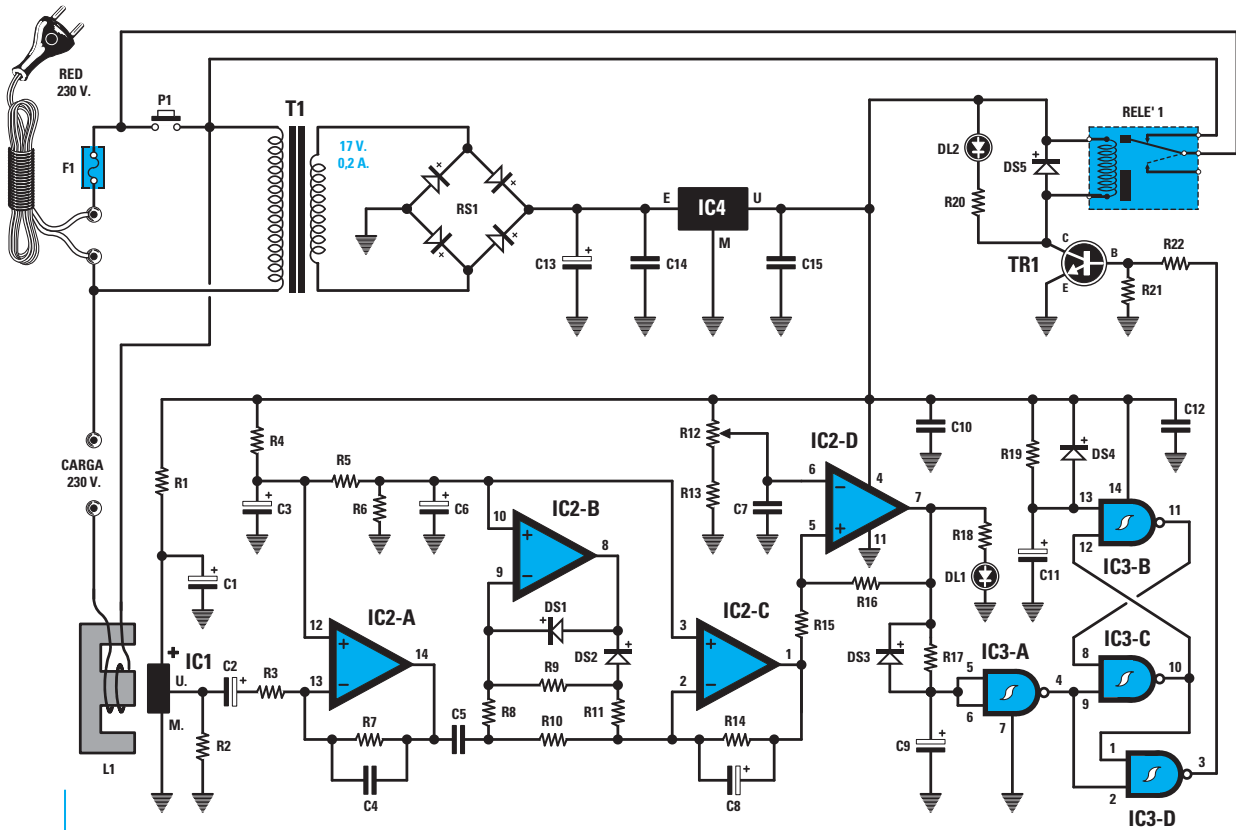 RED
230 V.
P1
T1
F1
17 V.
0,2 A.
RS1
E
IC4
U
M
C13
+
C14
C15
DL2
R20
DS5
+
RELE' 1
C
B
E
TR1
R22
R21
R4
R12
IC2-D
C10
R19
DS4
+
C12
CARGA
230 V.
R1
R5
R13
6
4
7
14
13
11
12
C3
+
R6
C6
+
10
IC2-B
8
9
C7
5
11
R18
DL1
C11
+
IC3-B
C1
+
IC2-A
DS1
+
DS2
+
IC2-C
R16
R15
IC3-C
12
14
13
3
1
2
DS3
+
R17
IC3-A
5
6
4
7
8
10
9
+
IC1
U.
M.
C2
+
R3
R9
R8
R10
R11
R2
R7
C4
C5
R14
C8
+
C9
+
1
3
2
L1
IC3-D